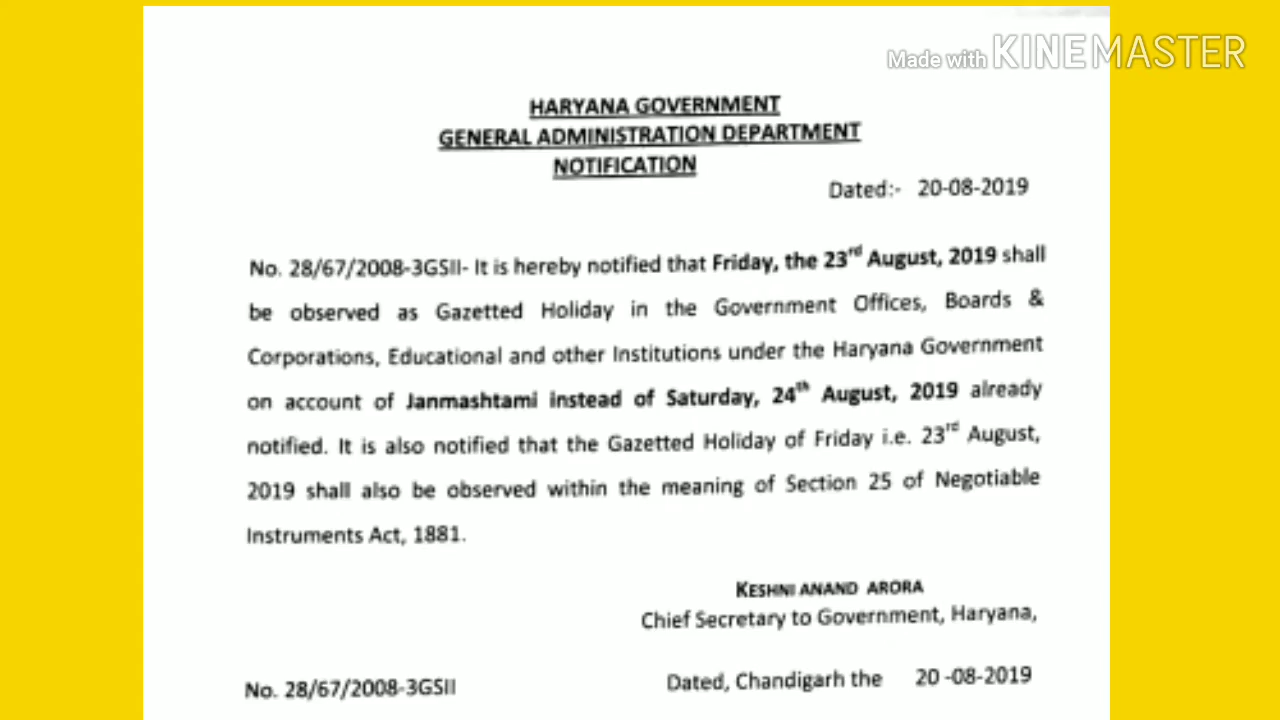 Made with KINEMASTER
HARYANA GOVERNMENT
GENERAL ADMINISTRATION DEPARTMENT
NOTIFICATION
Dated:- 20-08-2019
No. 28/67/2008-3GSII- It is hereby notified that Friday, the 23rd August, 2019 shall
be observed as Gazetted Holiday in the Government Offices, Boards &
Corporations, Educational and other Institutions under the Haryana Government
on account of Janmashtami instead of Saturday, 24th August, 2019 already
notified. It is also notified that the Gazetted Holiday of Friday i.e. 23rd August,
2019 shall also be observed within the meaning of Section 25 of Negotiable
Instruments Act, 1881.
KESHNI ANAND ARORA
Chief Secretary to Government, Haryana,
No. 28/67/2008-3GSII Dated, Chandigarh the 20 -08-2019